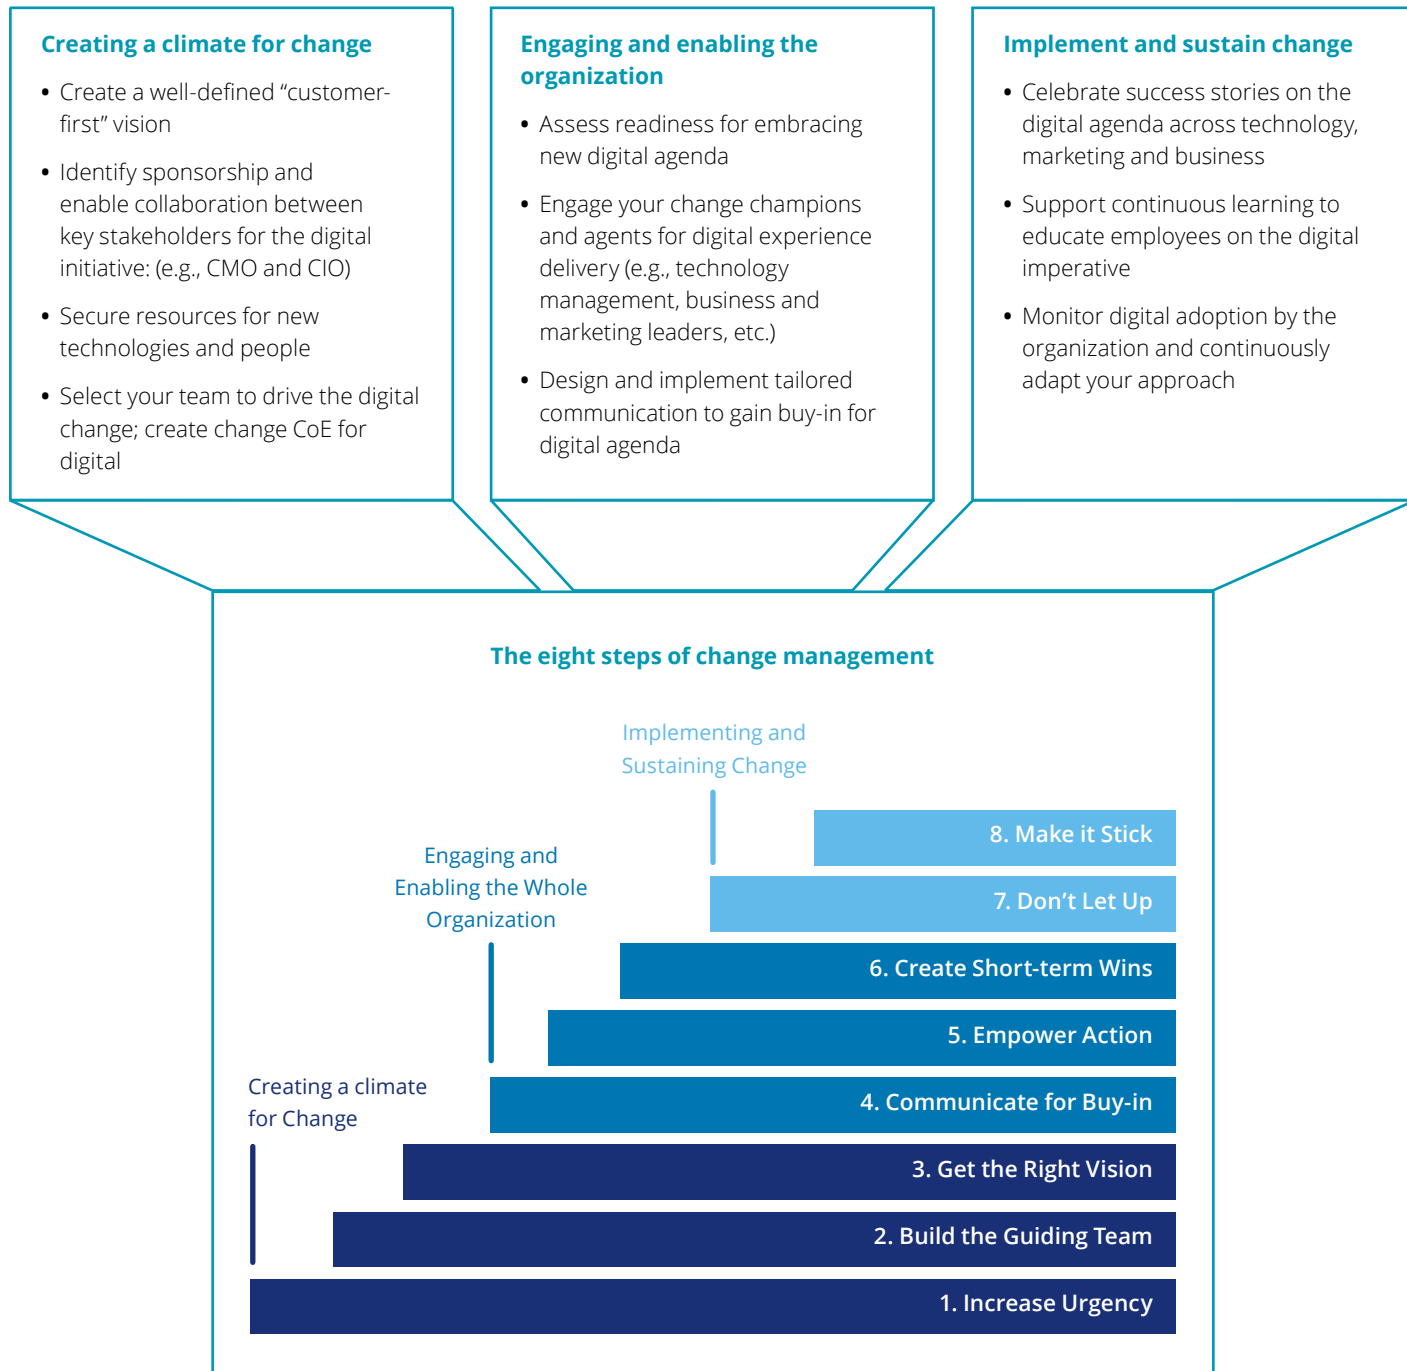 Creating a climate for change
• Create a well-defined “customer-
first” vision
• Identify sponsorship and
enable collaboration between
key stakeholders for the digital
initiative: (e.g., CMO and CIO)
• Secure resources for new
technologies and people
• Select your team to drive the digital
change; create change CoE for
digital
Engaging and enabling the
organization
• Assess readiness for embracing
new digital agenda
• Engage your change champions
and agents for digital experience
delivery (e.g., technology
management, business and
marketing leaders, etc.)
• Design and implement tailored
communication to gain buy-in for
digital agenda
Implement and sustain change
• Celebrate success stories on the
digital agenda across technology,
marketing and business
• Support continuous learning to
educate employees on the digital
imperative
• Monitor digital adoption by the
organization and continuously
adapt your approach
The eight steps of change management
Implementing and
Sustaining Change
8. Make it Stick
7. Don’t Let Up
Engaging and
Enabling the Whole
Organization
6. Create Short-term Wins
5. Empower Action
4. Communicate for Buy-in
Creating a climate
for Change
3. Get the Right Vision
2. Build the Guiding Team
1. Increase Urgency